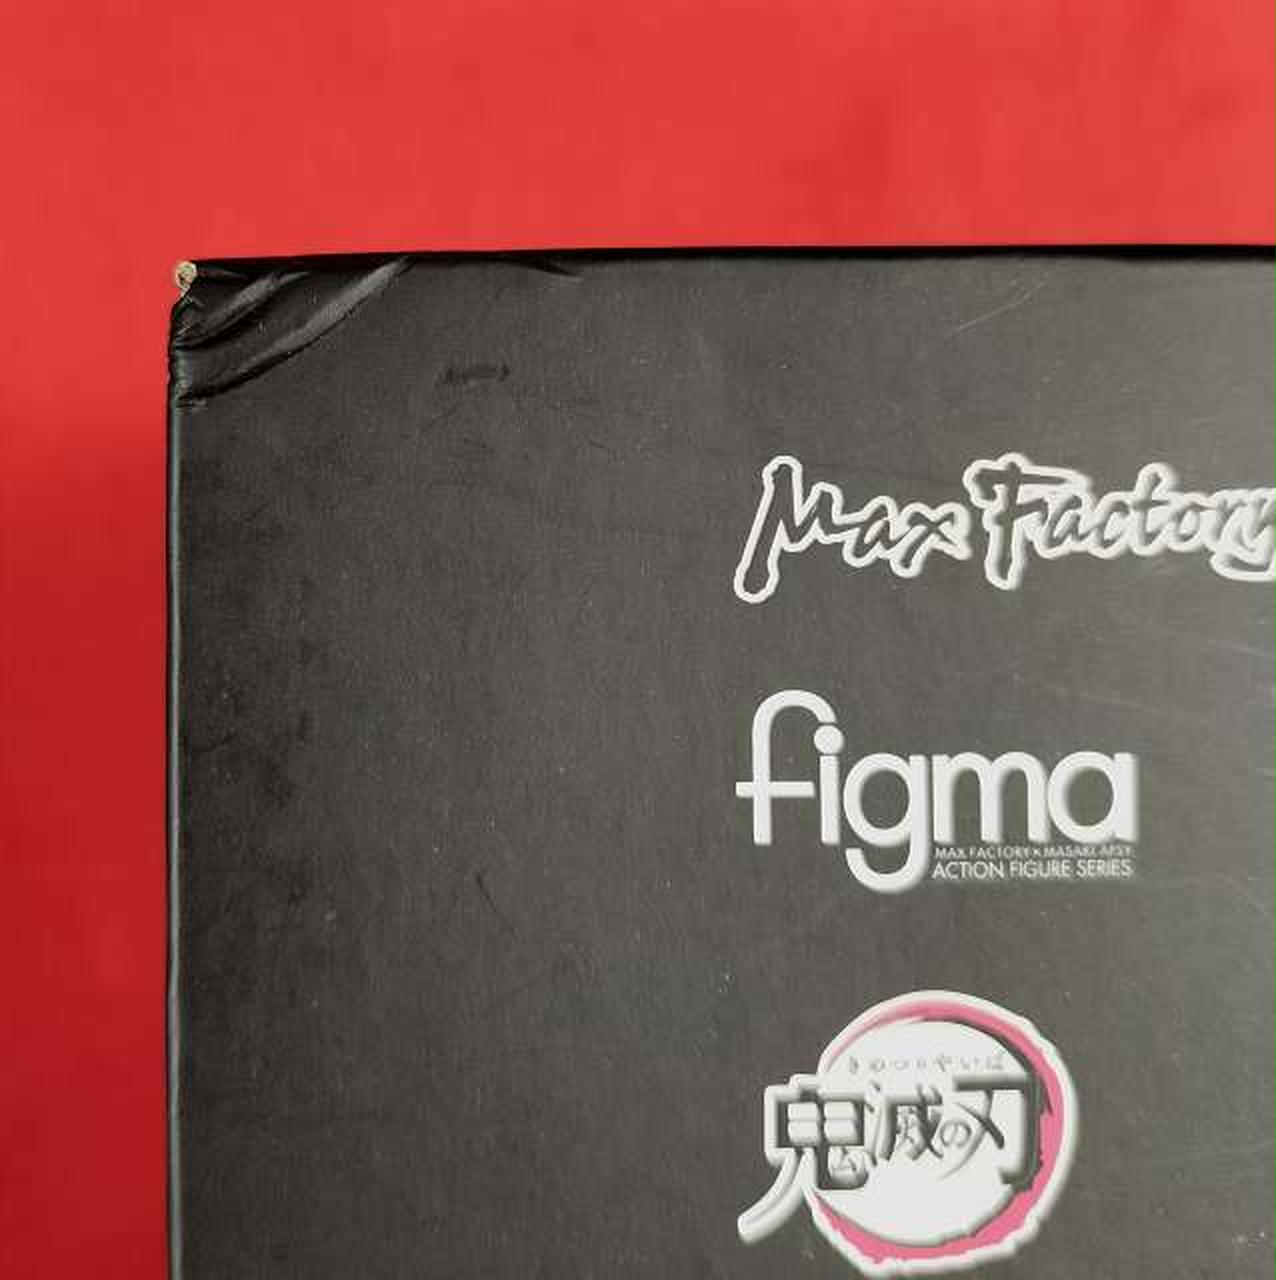 Max Factory
figma
MAX FACTORY×MASAKI APSY
ACTION FIGURE SERIES
きめつのやいば
鬼滅の刃